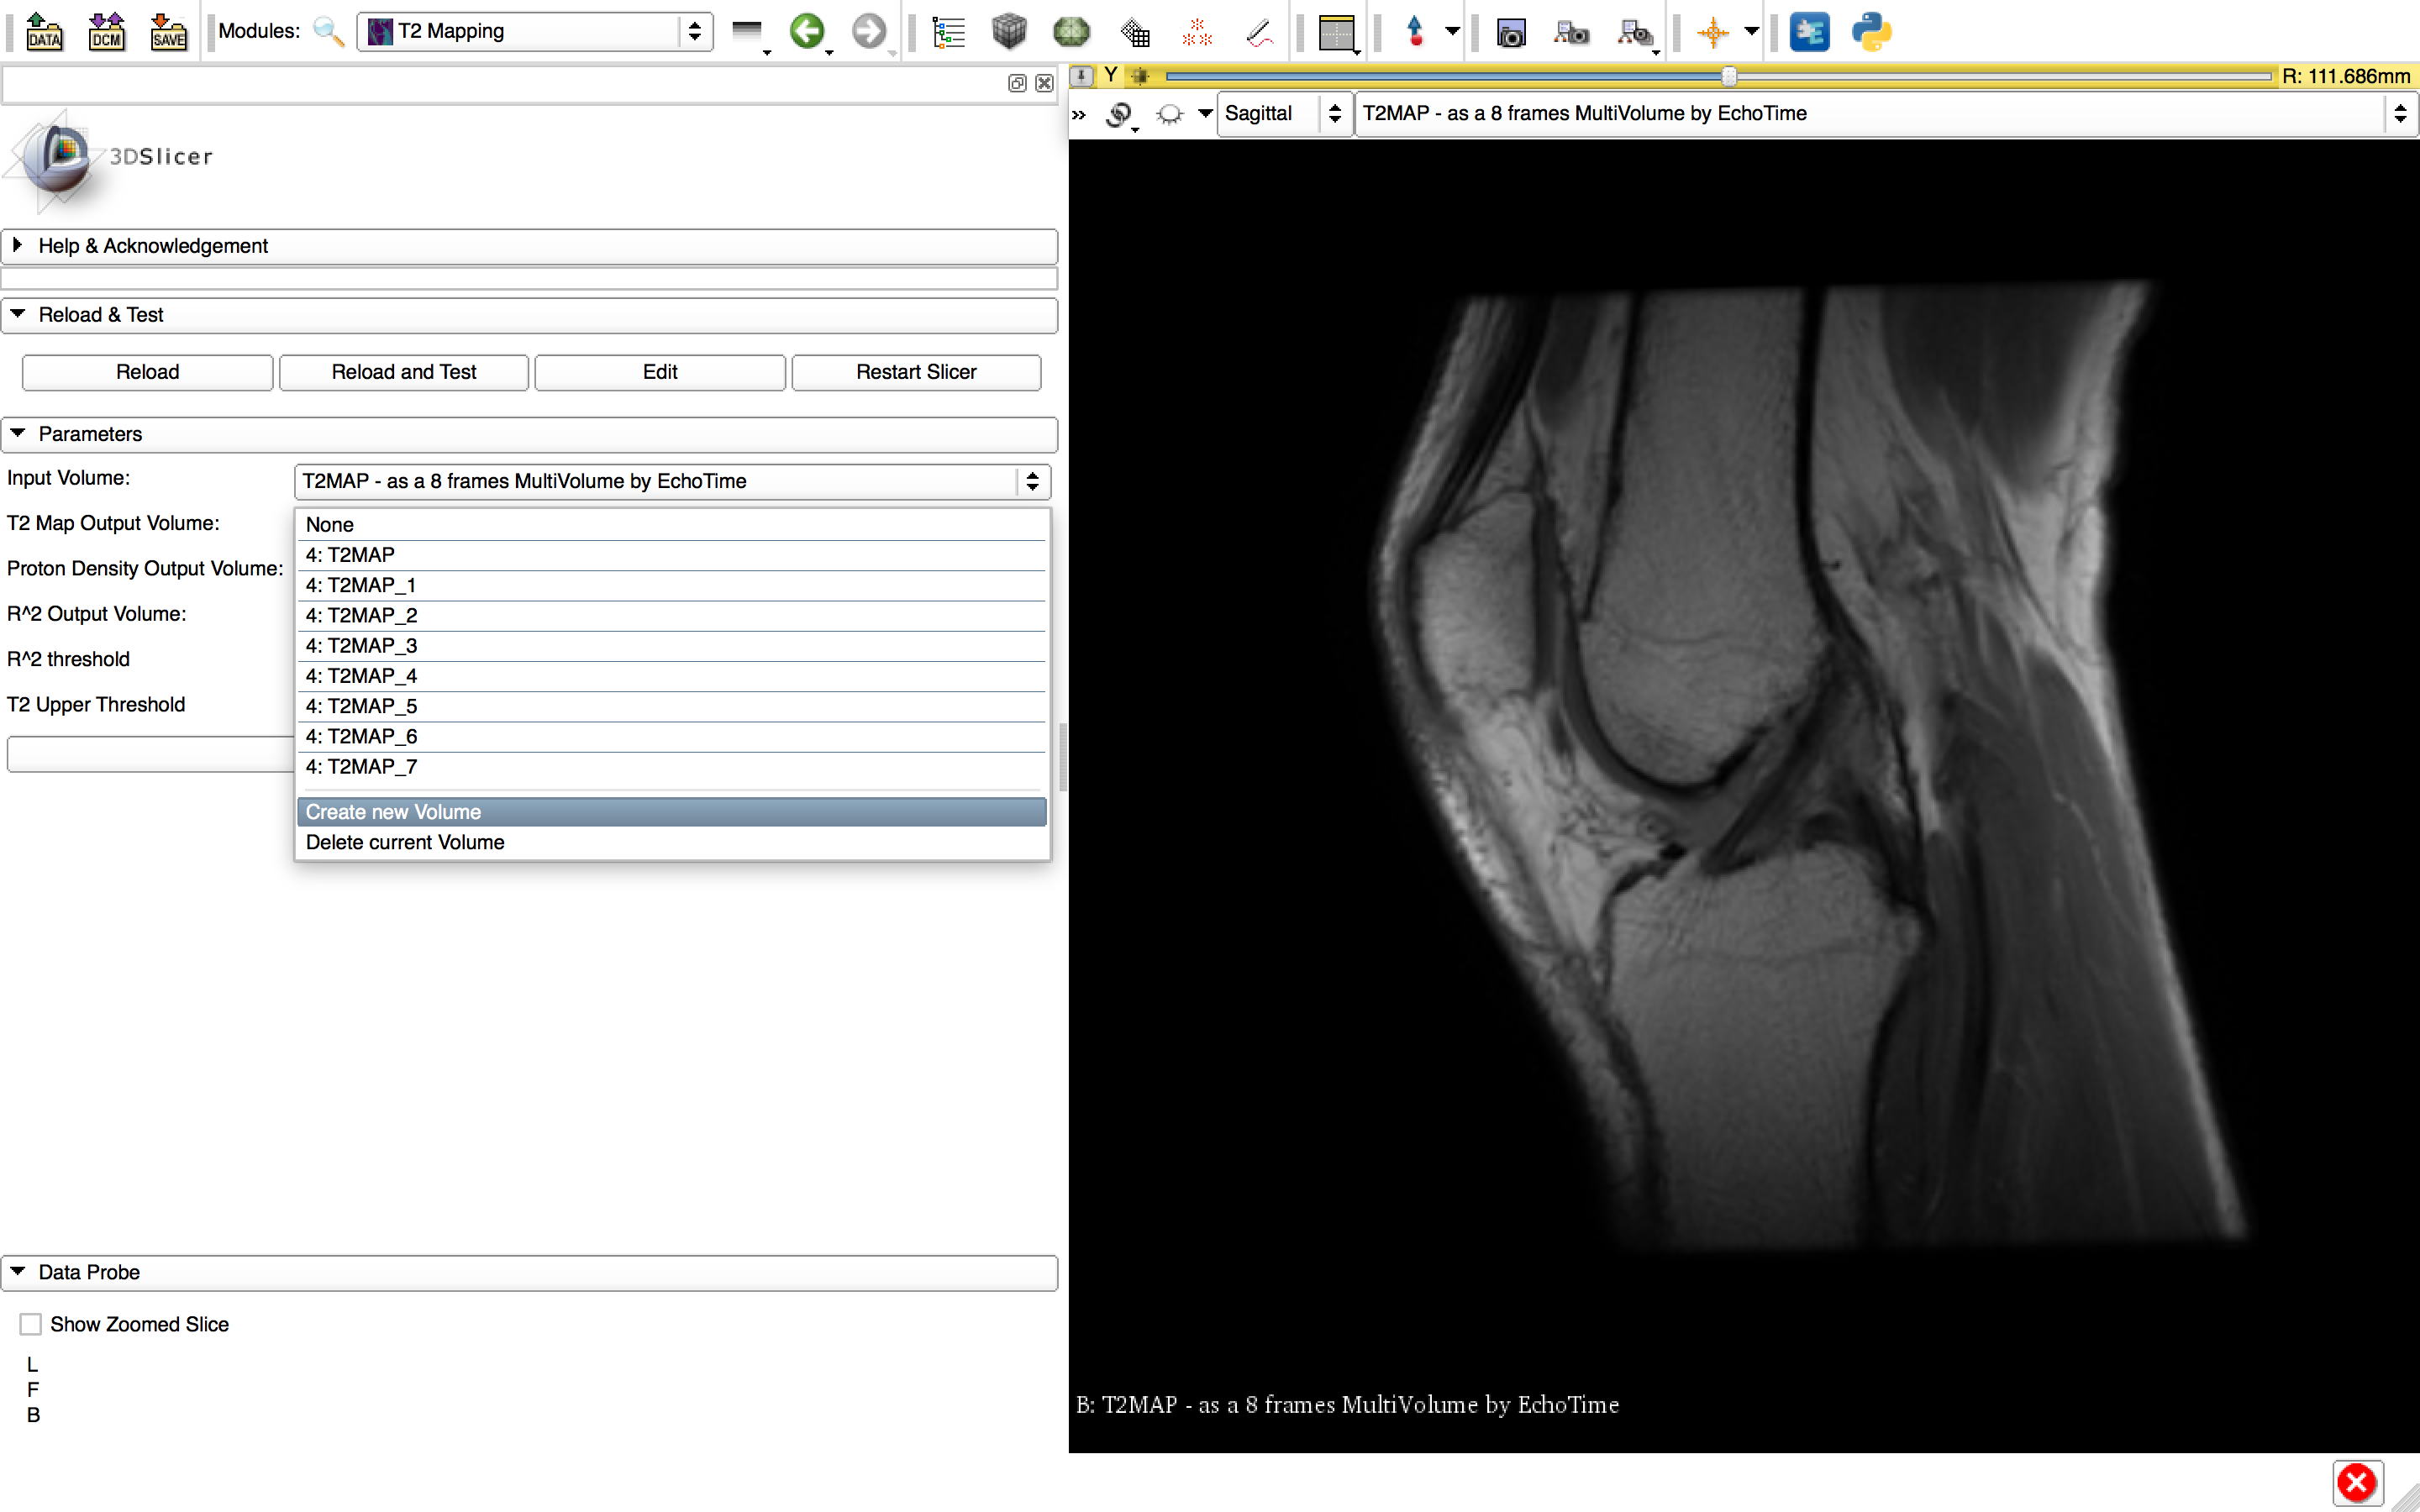 DATA DCM SAVE Modules: T2 Mapping
Y R: 111.686mm
» Sagittal T2MAP - as a 8 frames MultiVolume by EchoTime
3DSlicer
Help & Acknowledgement
Reload & Test
Reload Reload and Test Edit Restart Slicer
Parameters
Input Volume: T2MAP - as a 8 frames MultiVolume by EchoTime
T2 Map Output Volume:
Proton Density Output Volume:
R^2 Output Volume:
R^2 threshold
T2 Upper Threshold
None
4: T2MAP
4: T2MAP_1
4: T2MAP_2
4: T2MAP_3
4: T2MAP_4
4: T2MAP_5
4: T2MAP_6
4: T2MAP_7
Create new Volume
Delete current Volume
Data Probe
Show Zoomed Slice
L
F
B
B: T2MAP - as a 8 frames MultiVolume by EchoTime